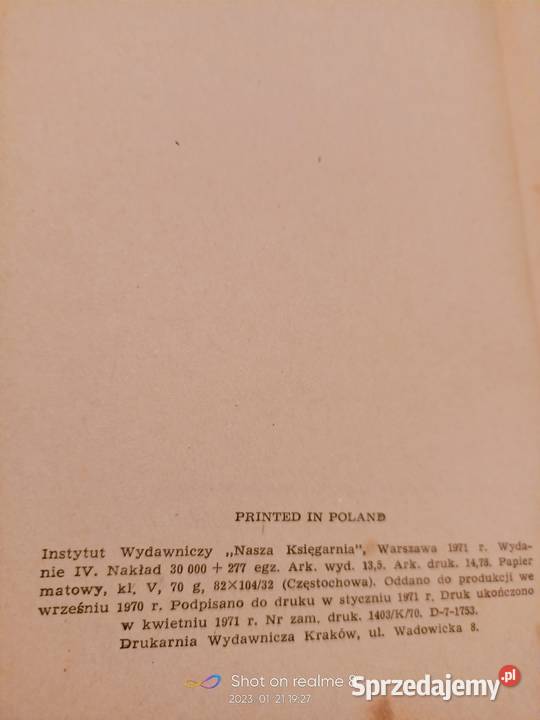 PRINTED IN POLAND
Instytut Wydawniczy „Nasza Księgarnia", Warszawa 1971 r. Wyda-
nie IV. Nakład 30 000 + 277 egz. Ark. wyd. 13,5. Ark. druk. 14,78. Papier
matowy, kl. V, 70 g, 82×104/32 (Częstochowa). Oddano do produkcji we
wrześniu 1970 r. Podpisano do druku w styczniu 1971 r. Druk ukończono
w kwietniu 1971 r. Nr zam. druk. 1403/K/70. D-7-1753.
Drukarnia Wydawnicza Kraków, ul. Wadowicka 8.
Shot on realme 8
2023.01.21 19:27
Sprzedajemy.pl